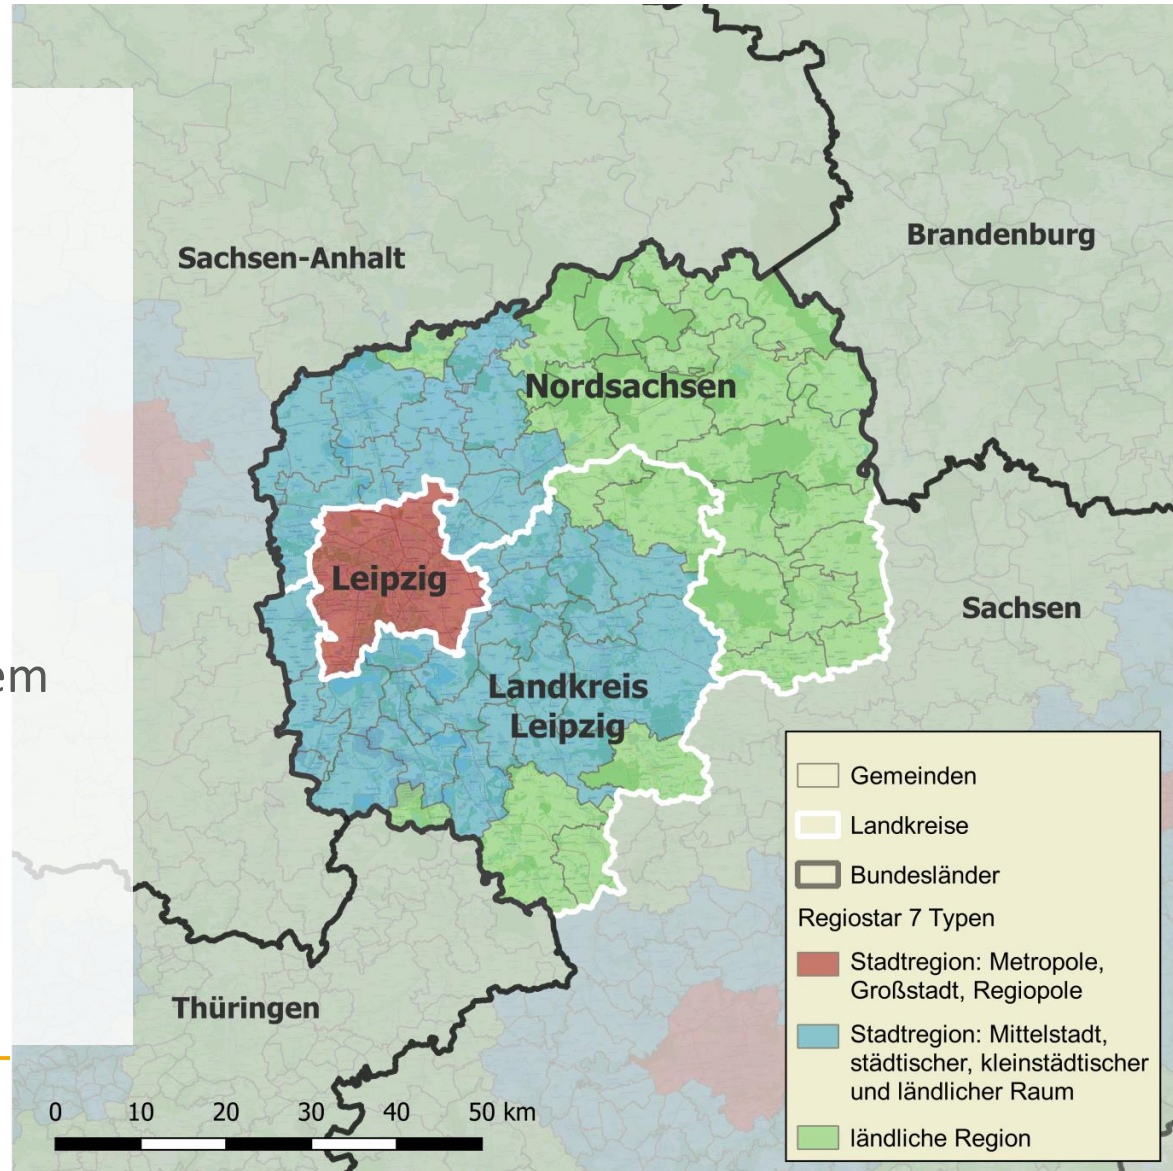 Sachsen-Anhalt
Brandenburg
Nordsachsen
Leipzig
Sachsen
em
Landkreis
Leipzig
Thüringen
0 10 20 30 40 50 km
Gemeinden
Landkreise
Bundesländer
Regiostar 7 Typen
Stadtregion: Metropole,
Großstadt, Regiopole
Stadtregion: Mittelstadt,
städtischer, kleinstädtischer
und ländlicher Raum
ländliche Region